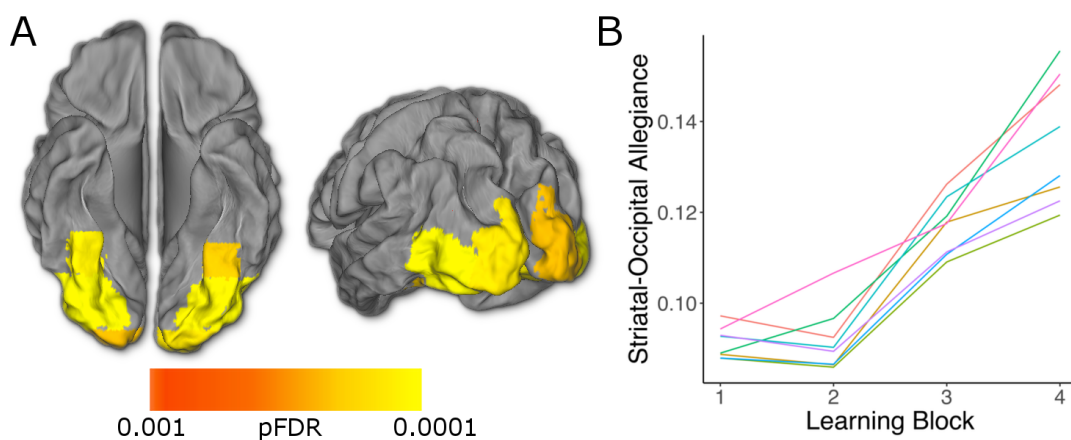 A
0.001 pFDR 0.0001
B
Striatal-Occipital Allegiance
0.14
0.12
0.10
1 2 3 4
Learning Block